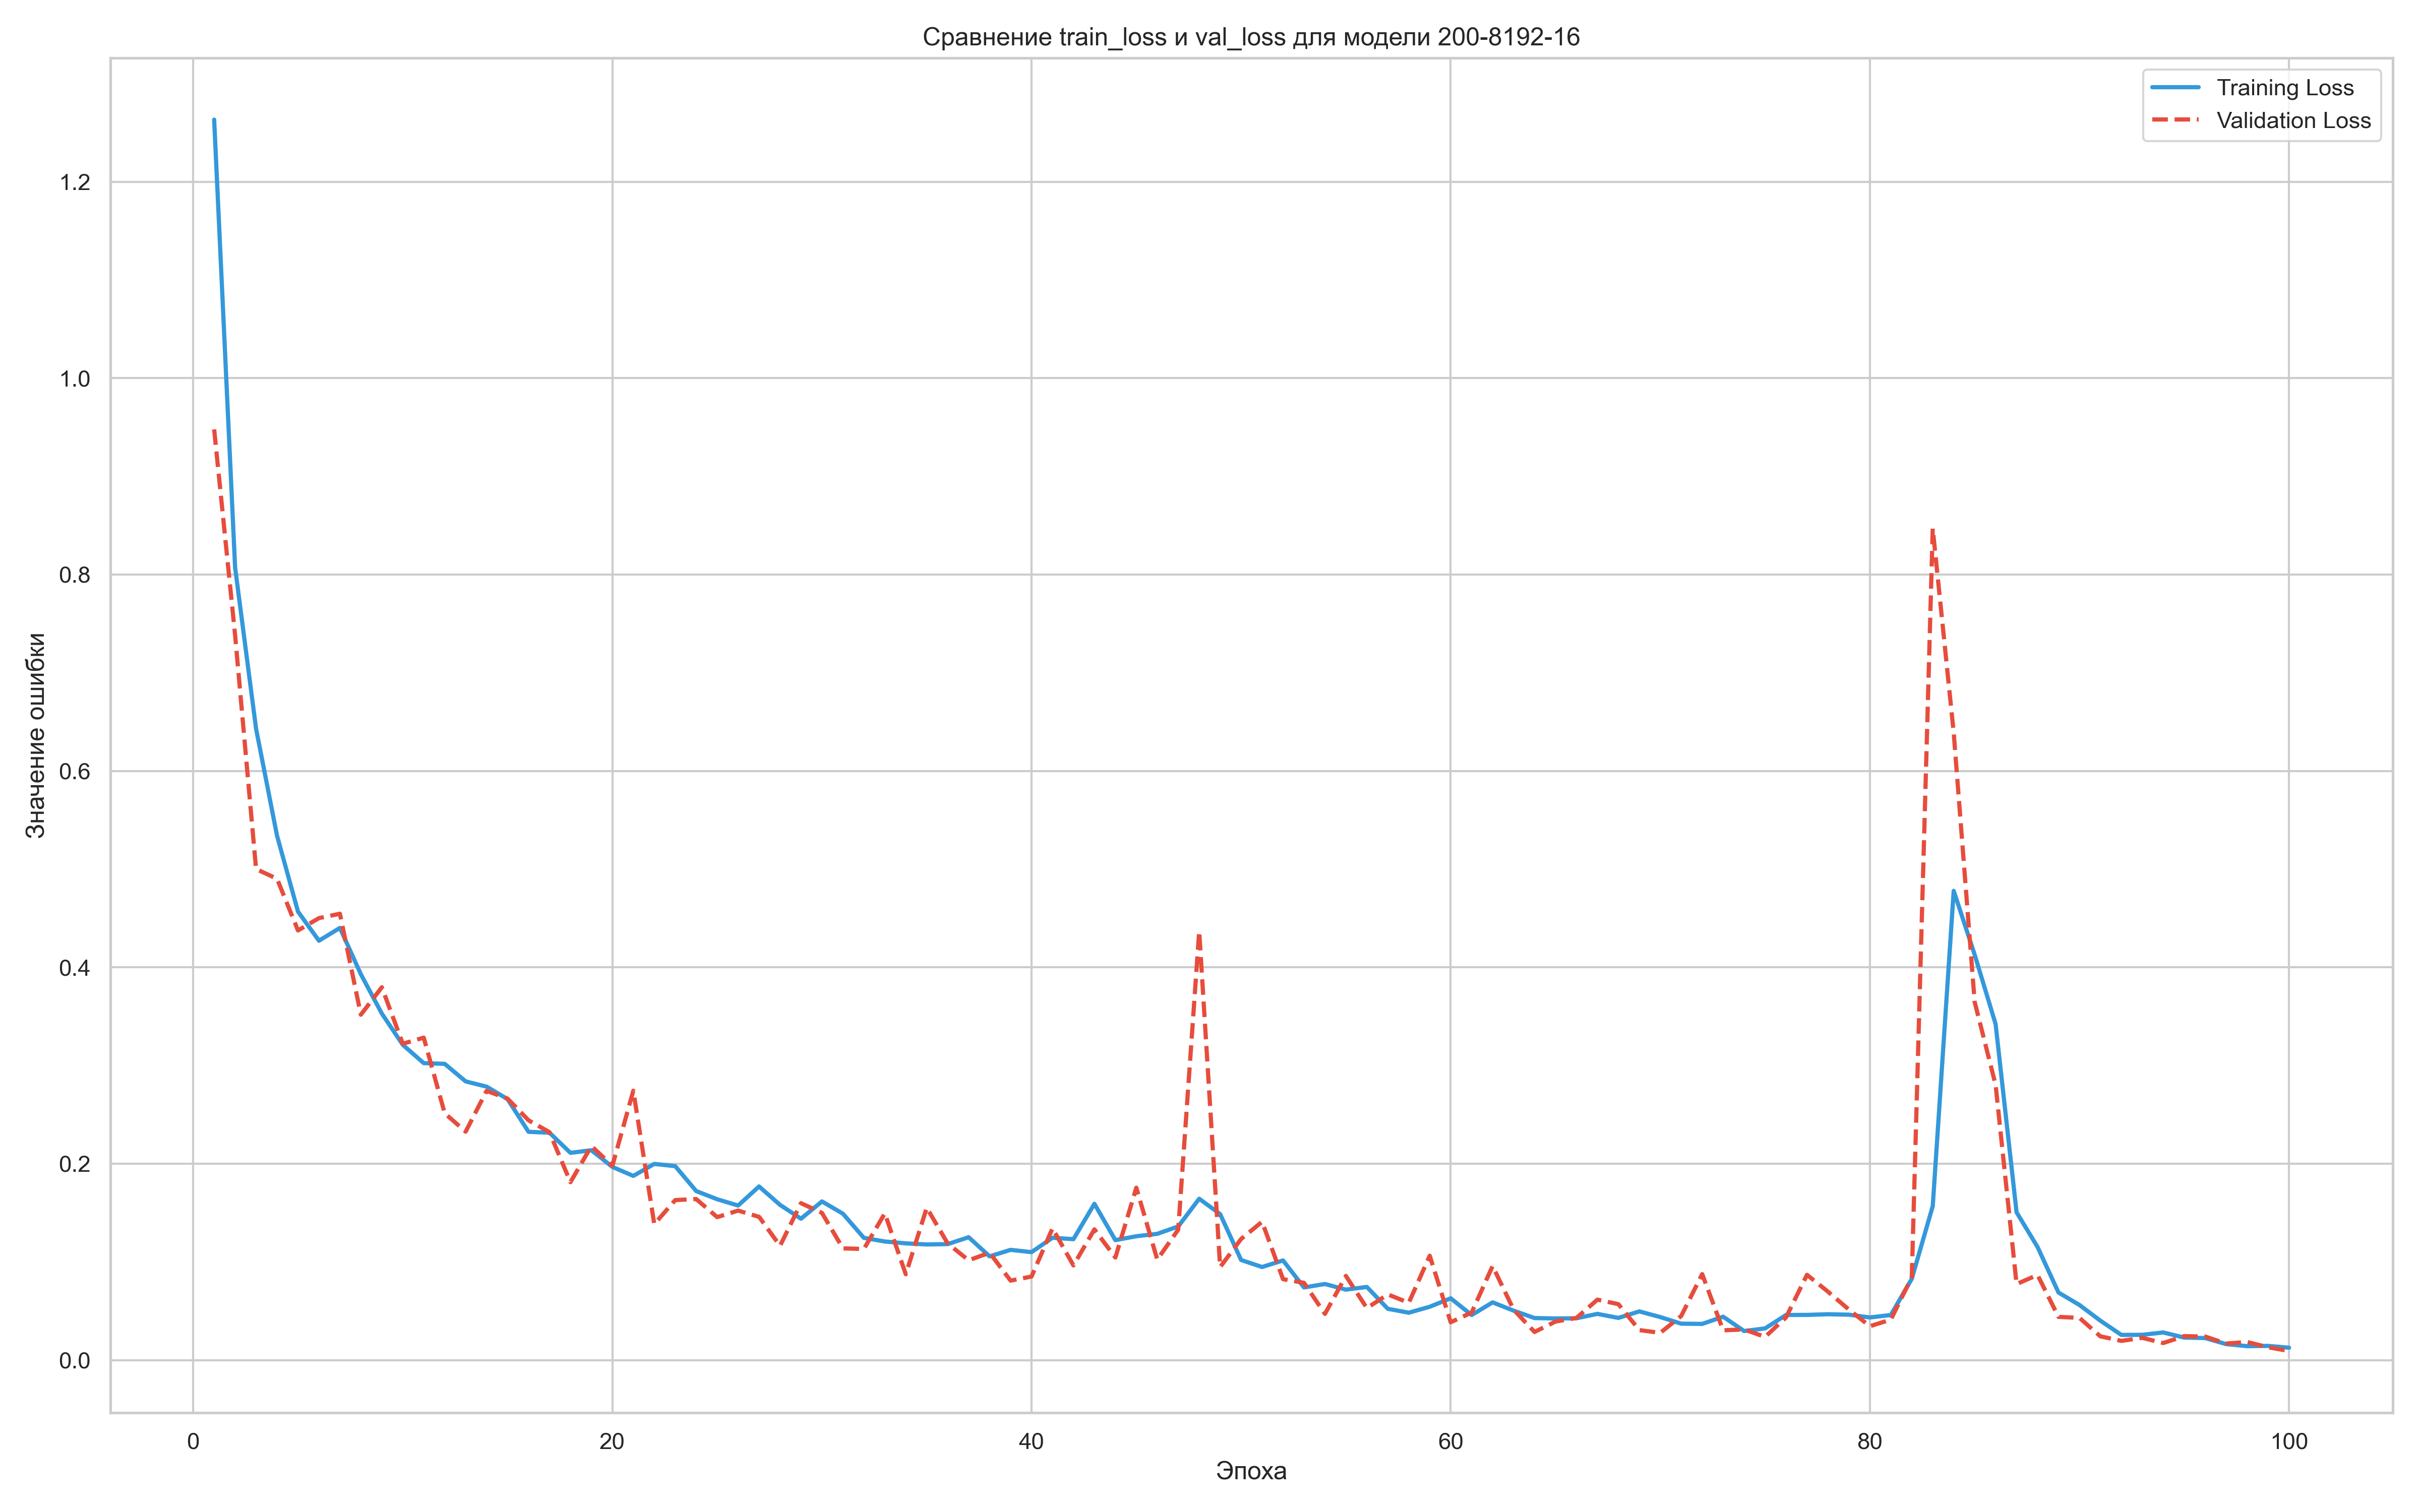 Сравнение train_loss и val_loss для модели 200-8192-16
Training Loss
Validation Loss
1.2
1.0
0.8
0.6
0.4
0.2
0.0
Значение ошибки
0 20 40 60 80 100
Эпоха